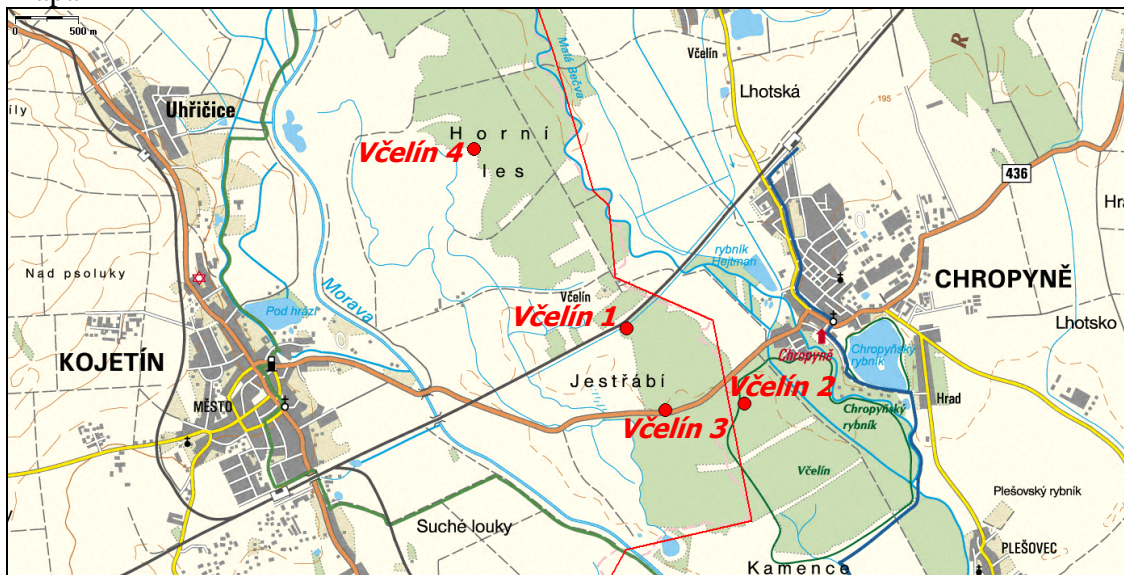 0 500 m
Včelín
Lhotská
R
Malá Bečva
195
Uhřičice
íly
Horní
les
Včelín 4
436
Hra
Nad psoluky
rybník
Hejtman
CHROPYNĚ
Morava
Pod hrází
Včelín
Včelín 1
Lhotsko
KOJETÍN
Chropyně
Chropyňský
rybník
Jestřábí
Včelín 2
MĚSTO
Včelín 3
Chropyňský
rybník
Hrad
Včelín
Plešovský rybník
Suché louky
PLEŠOVEC
Kamence